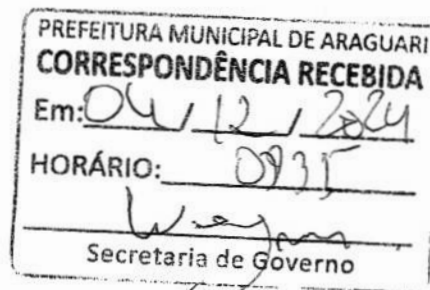 PREFEITURA MUNICIPAL DE ARAGUARI
CORRESPONDÊNCIA RECEBIDA
Em: 04 / 12 / 2024
HORÁRIO: 0935
Secretaria de Governo